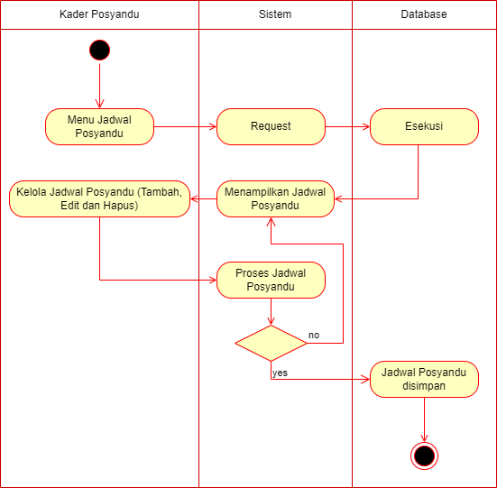 Kader Posyandu
Sistem
Database
Menu Jadwal
Posyandu
Request
Esekusi
Kelola Jadwal Posyandu (Tambah,
Edit dan Hapus)
Menampilkan Jadwal
Posyandu
Proses Jadwal
Posyandu
no
yes
Jadwal Posyandu
disimpan